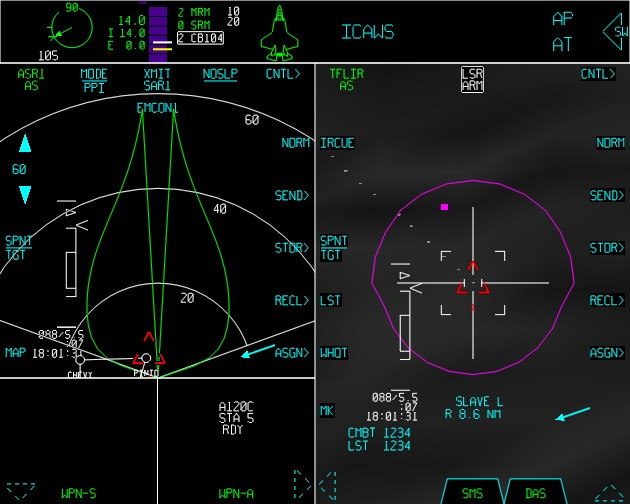 90
14.0
I 14.0
E 0.0
10S
2 MRM 10
0 SRM 20
2 CB104
ICAWS
AP
AT
SW
ASR1
AS
MODE
PPI
XMIT
SAR1
NOSLP
CNTL>
EMCON1
60
NORM
60
SEND>
40
SPNT
TGT
STOR>
20
RECL>
088/5.5
:07
18:01:31
MAP
ASGN>
CHEVY
A120C
STA 5
RDY
WPN-S
WPN-A
TFLIR
AS
LSR
ARM
CNTL>
IRCUE
NORM
SEND>
SPNT
TGT
STOR>
LST
RECL>
WHOT
ASGN>
MK
088/5.5
:07
18:01:31
SLAVE L
R 8.6 NM
CMBT 1234
LST 1234
SMS
DAS